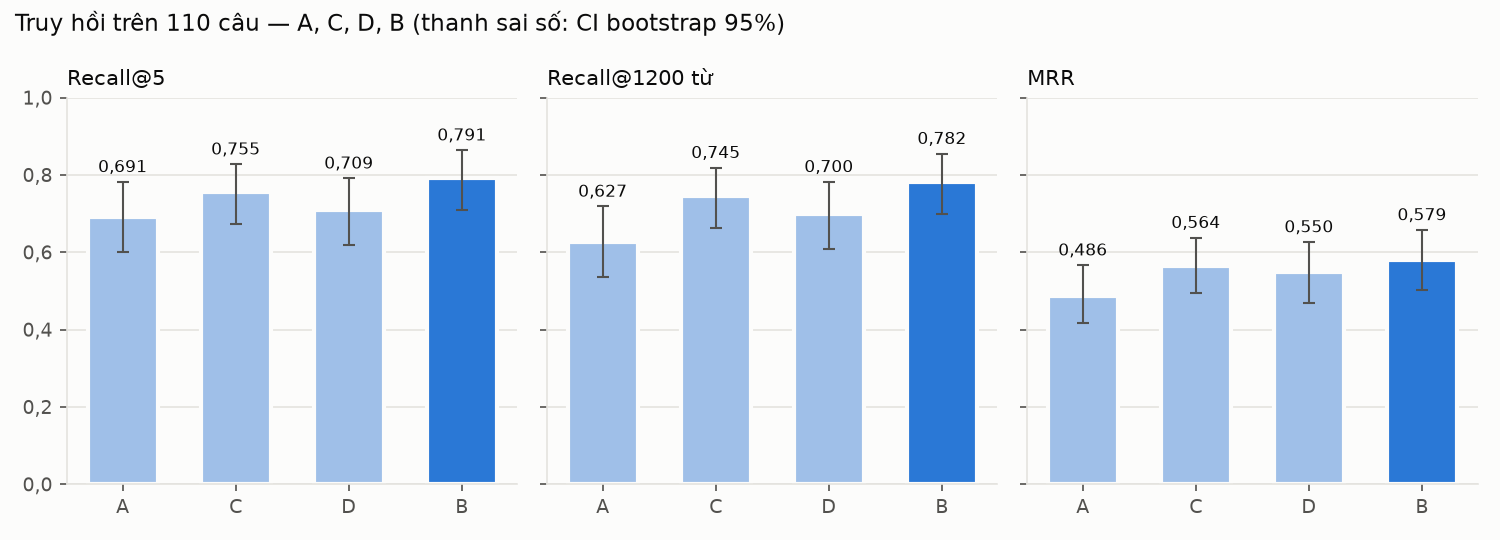 Truy hồi trên 110 câu — A, C, D, B (thanh sai số: CI bootstrap 95%)
Recall@5
1,0
0,8
0,6
0,4
0,2
0,0
0,691
0,755
0,709
0,791
A
C
D
B
Recall@1200 từ
0,627
0,745
0,700
0,782
A
C
D
B
MRR
0,486
0,564
0,550
0,579
A
C
D
B